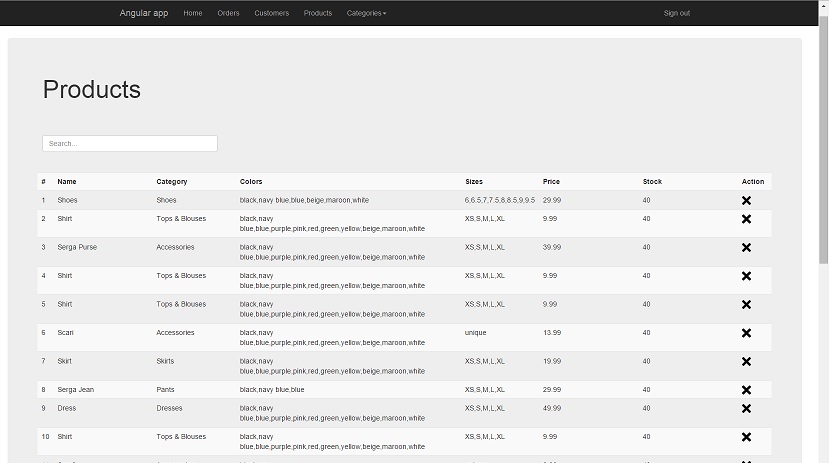 Angular app Home Orders Customers Products Categories Sign out
Products
Search...
# Name Category Colors Sizes Price Stock Action
1 Shoes Shoes black,navy blue,blue,beige,maroon,white 6,6.5,7,7.5,8,8.5,9,9.5 29.99 40
2 Shirt Tops & Blouses black,navy XS,S,M,L,XL 9.99 40
blue,blue,purple,pink,red,green,yellow,beige,maroon,white
3 Serga Purse Accessories black,navy XS,S,M,L,XL 39.99 40
blue,blue,purple,pink,red,green,yellow,beige,maroon,white
4 Shirt Tops & Blouses black,navy XS,S,M,L,XL 9.99 40
blue,blue,purple,pink,red,green,yellow,beige,maroon,white
5 Shirt Tops & Blouses black,navy XS,S,M,L,XL 9.99 40
blue,blue,purple,pink,red,green,yellow,beige,maroon,white
6 Scari Accessories black,navy unique 13.99 40
blue,blue,purple,pink,red,green,yellow,beige,maroon,white
7 Skirt Skirts black,navy XS,S,M,L,XL 19.99 40
blue,blue,purple,pink,red,green,yellow,beige,maroon,white
8 Serga Jean Pants black,navy blue,blue XS,S,M,L,XL 29.99 40
9 Dress Dresses black,navy XS,S,M,L,XL 49.99 40
blue,blue,purple,pink,red,green,yellow,beige,maroon,white
10 Shirt Tops & Blouses black,navy XS,S,M,L,XL 9.99 40
blue,blue,purple,pink,red,green,yellow,beige,maroon,white